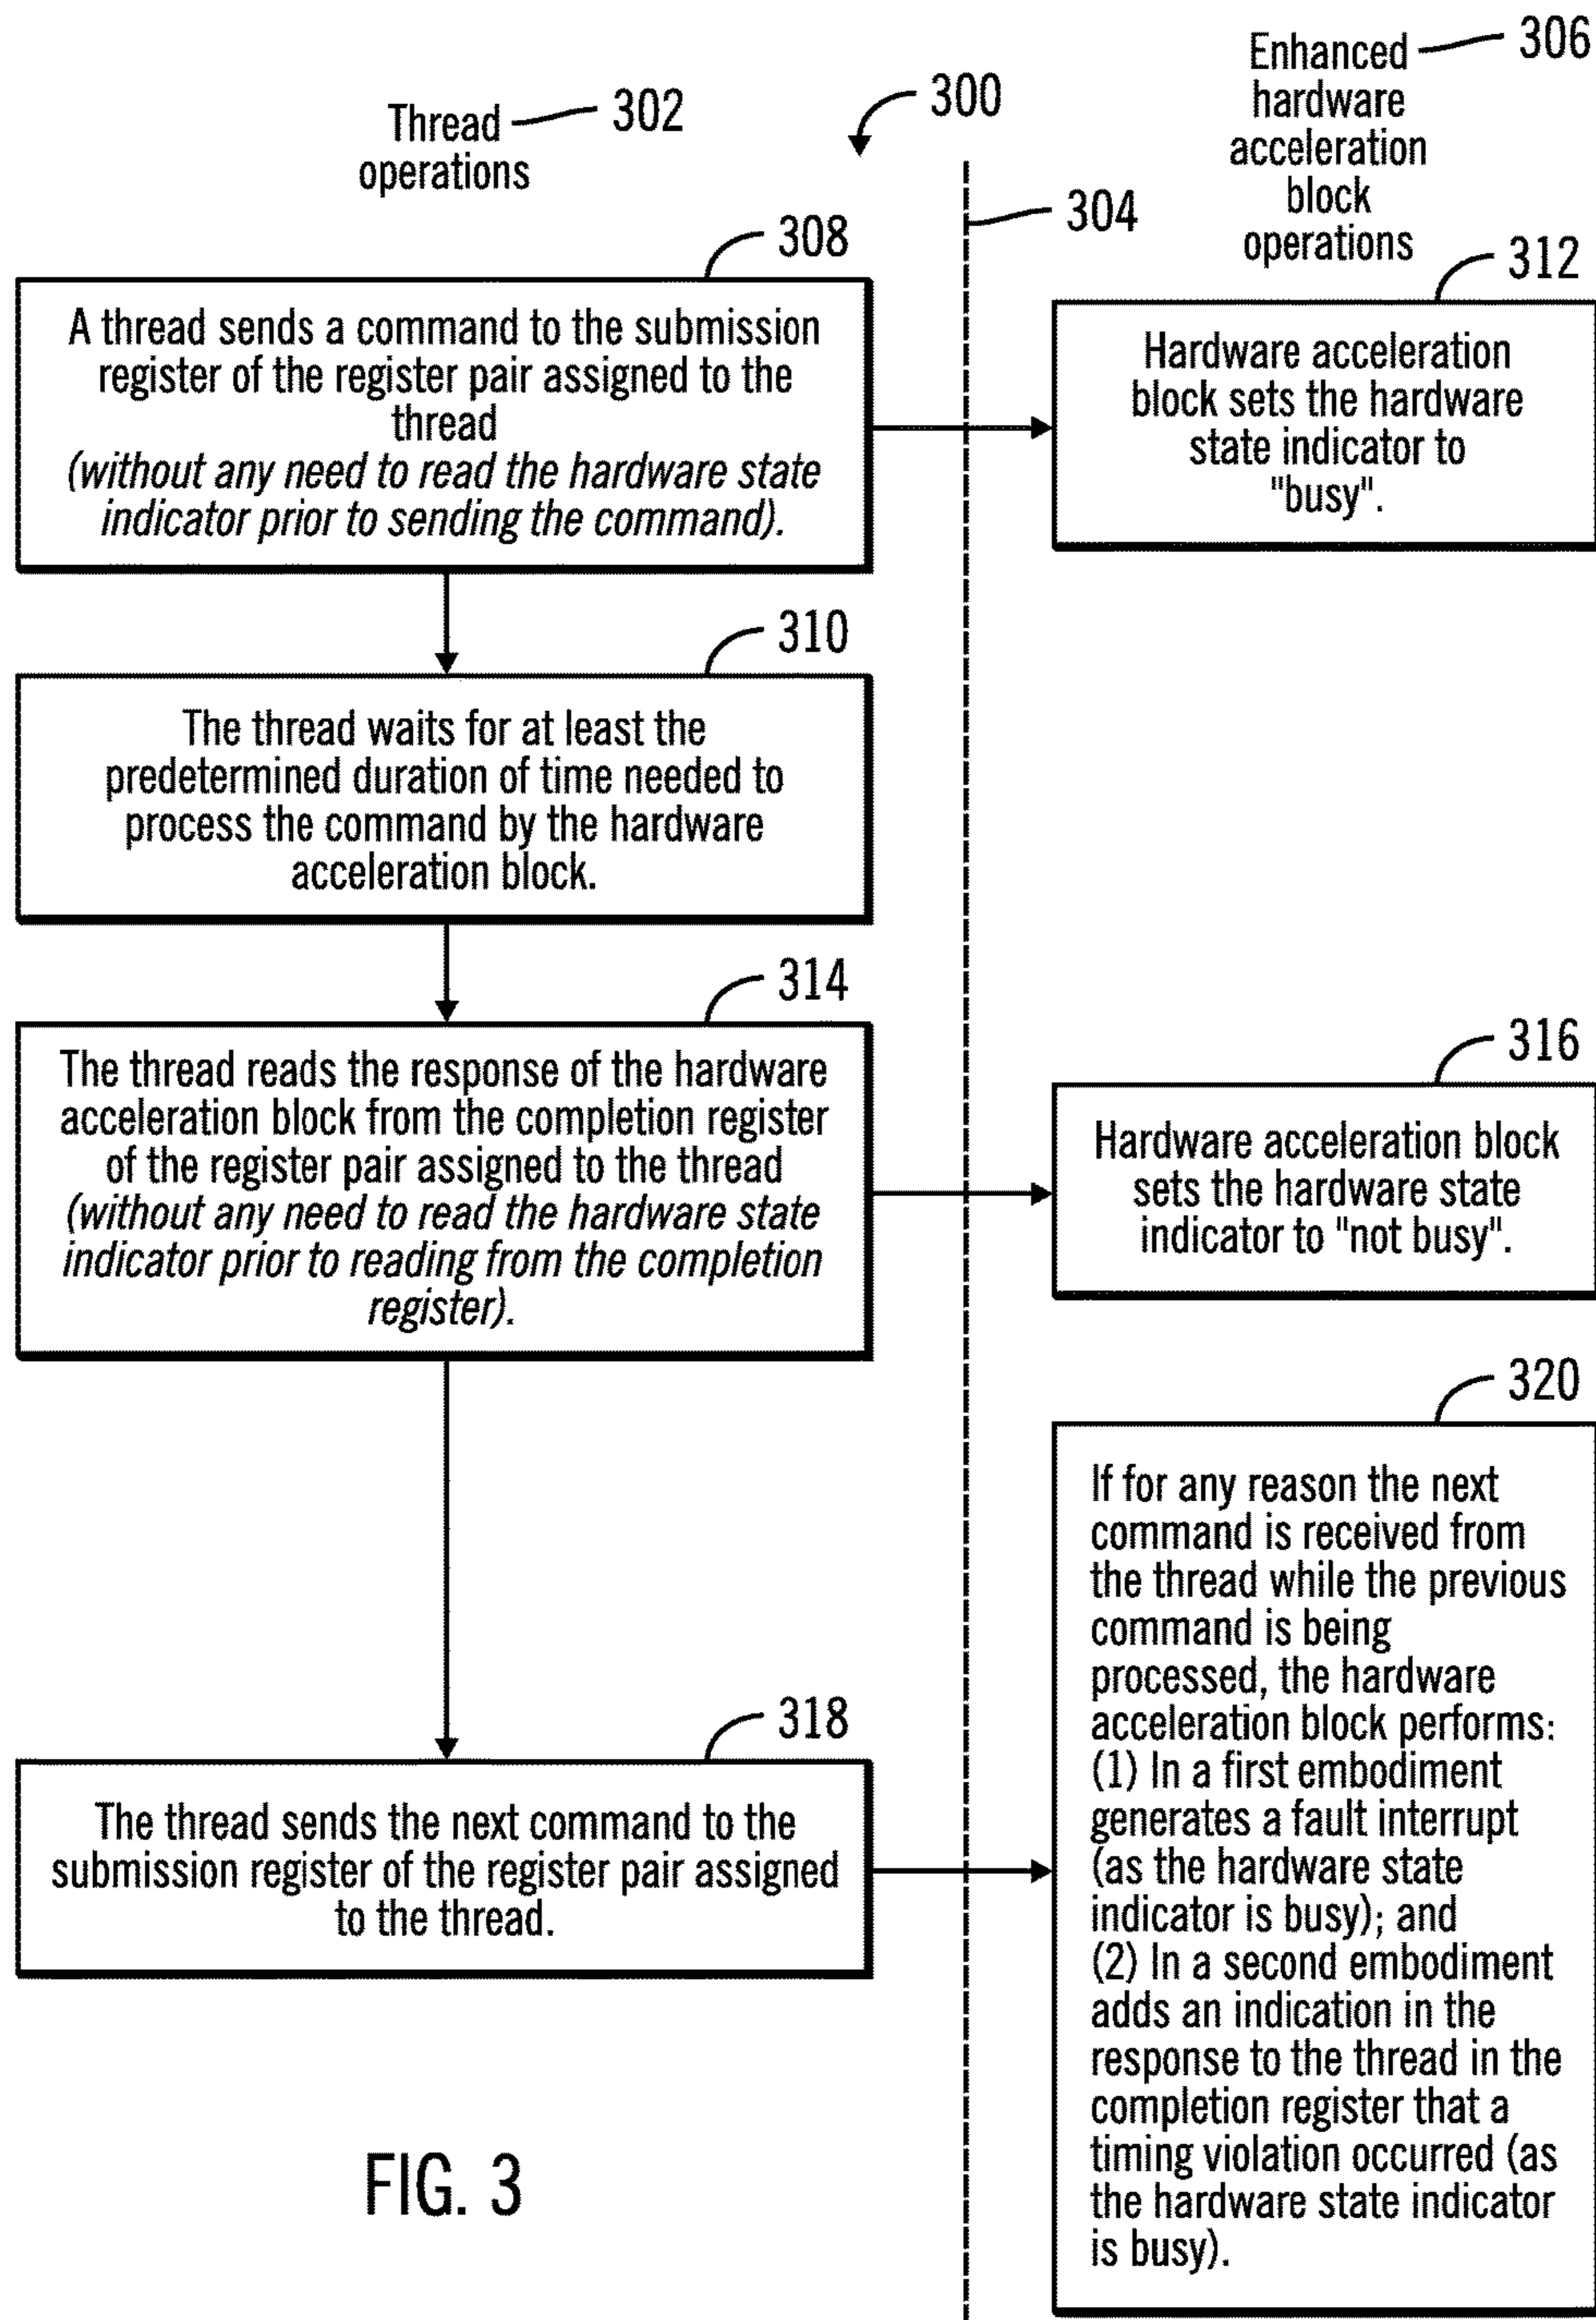 Thread
operations
302
300
304
Enhanced
hardware
acceleration
block
operations
306
308
A thread sends a command to the submission
register of the register pair assigned to the
thread
(without any need to read the hardware state
indicator prior to sending the command).
312
Hardware acceleration
block sets the hardware
state indicator to
"busy".
310
The thread waits for at least the
predetermined duration of time needed to
process the command by the hardware
acceleration block.
314
The thread reads the response of the hardware
acceleration block from the completion register
of the register pair assigned to the thread
(without any need to read the hardware state
indicator prior to reading from the completion
register).
316
Hardware acceleration block
sets the hardware state
indicator to "not busy".
318
The thread sends the next command to the
submission register of the register pair assigned
to the thread.
320
If for any reason the next
command is received from
the thread while the previous
command is being
processed, the hardware
acceleration block performs:
(1) In a first embodiment
generates a fault interrupt
(as the hardware state
indicator is busy); and
(2) In a second embodiment
adds an indication in the
response to the thread in the
completion register that a
timing violation occurred (as
the hardware state indicator
is busy).
FIG. 3